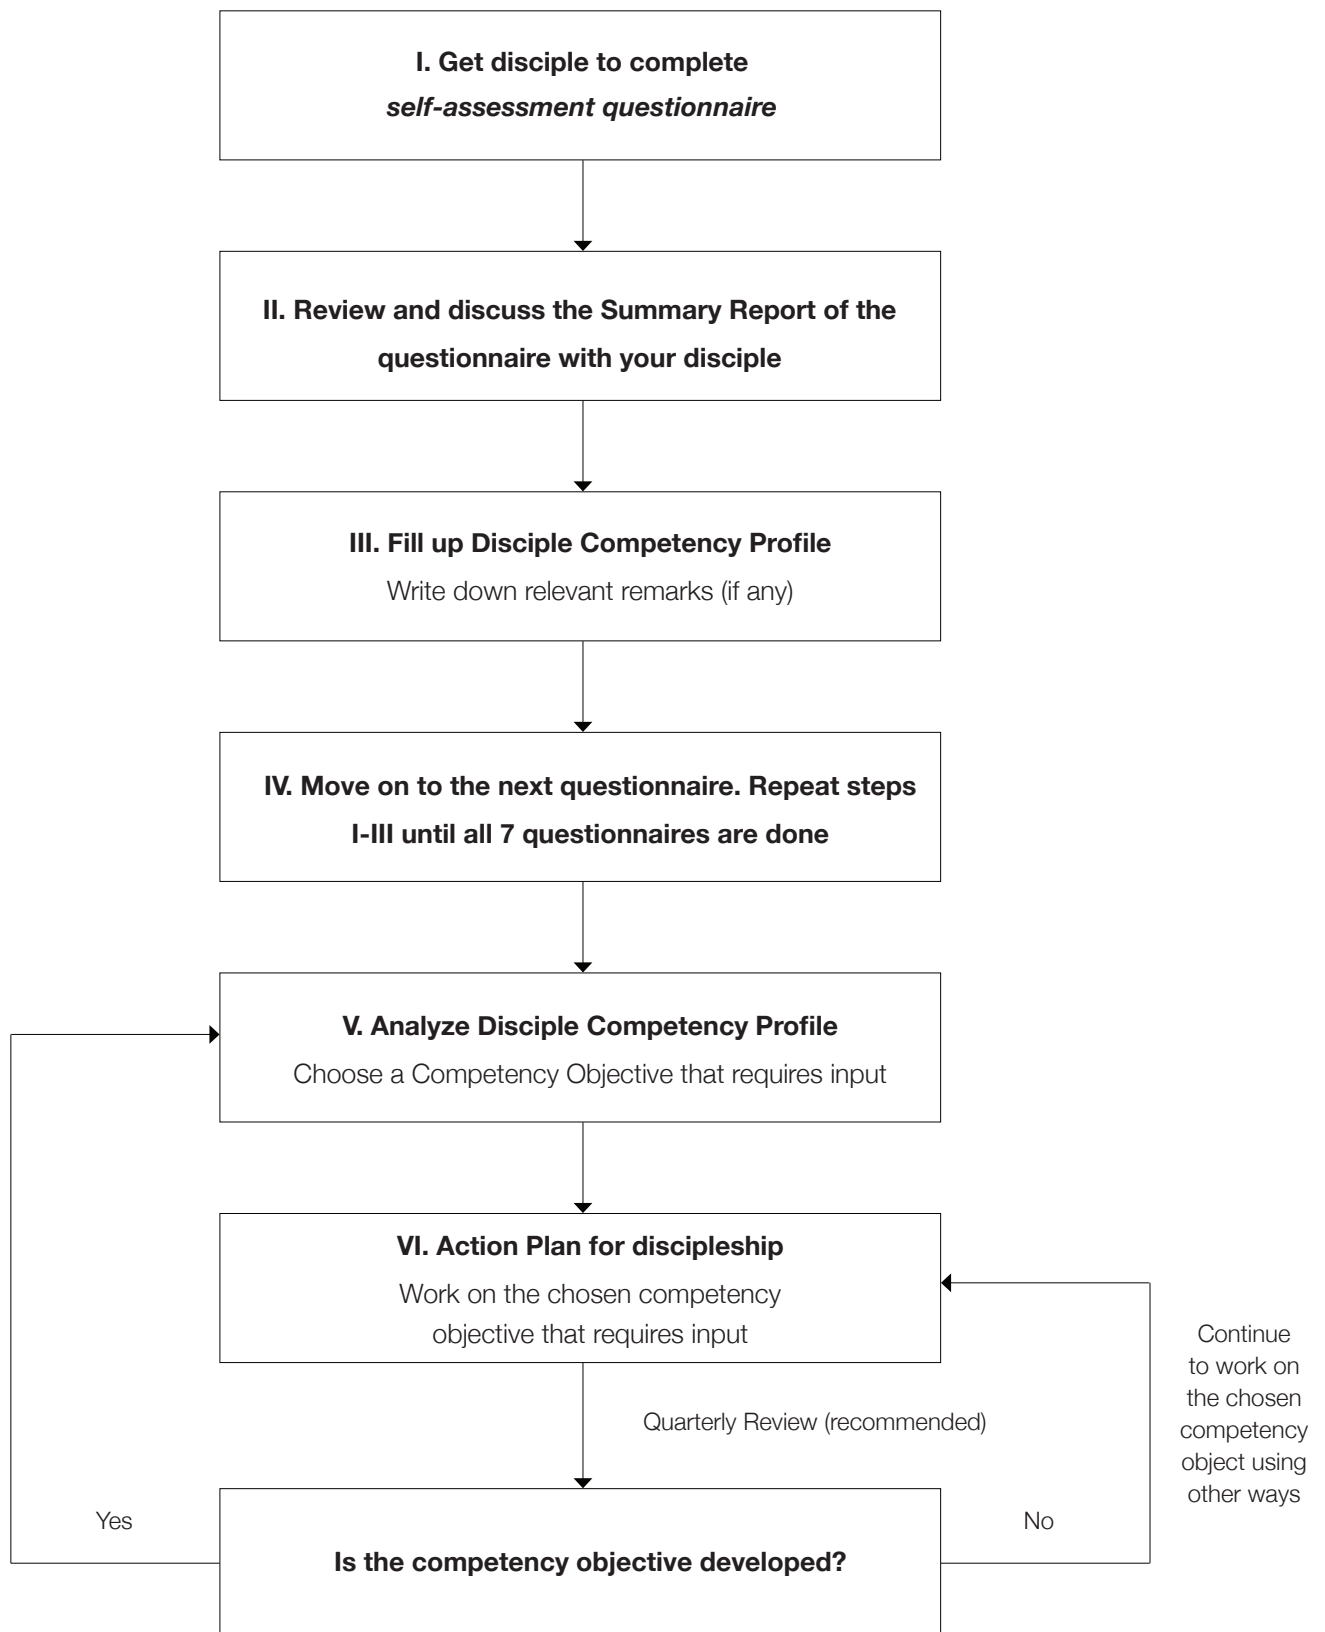 I. Get disciple to complete
self-assessment questionnaire
II. Review and discuss the Summary Report of the
questionnaire with your disciple
III. Fill up Disciple Competency Profile
Write down relevant remarks (if any)
IV. Move on to the next questionnaire. Repeat steps
I-III until all 7 questionnaires are done
V. Analyze Disciple Competency Profile
Choose a Competency Objective that requires input
VI. Action Plan for discipleship
Work on the chosen competency
objective that requires input
Continue
to work on
the chosen
competency
object using
other ways
Quarterly Review (recommended)
Yes
No
Is the competency objective developed?